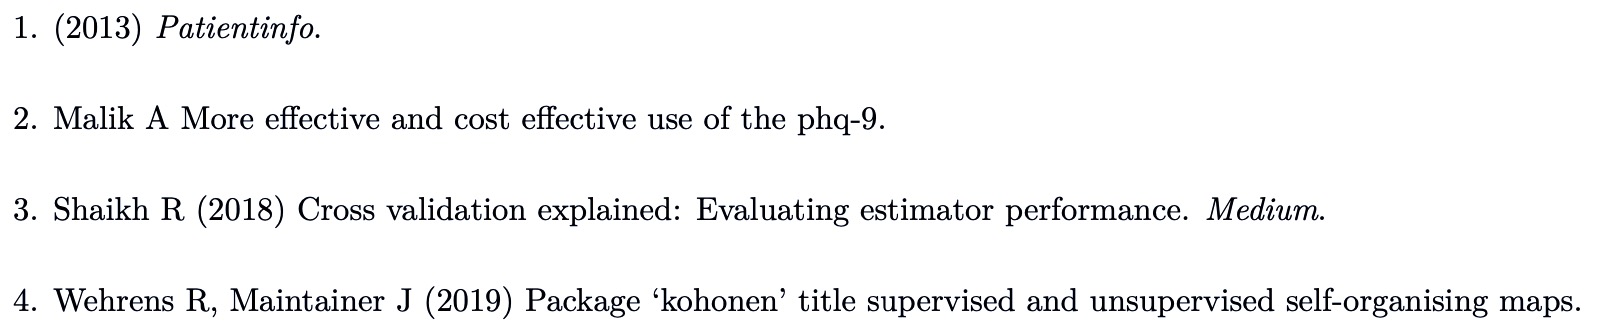 1. (2013) Patientinfo.
2. Malik A More effective and cost effective use of the phq-9.
3. Shaikh R (2018) Cross validation explained: Evaluating estimator performance. Medium.
4. Wehrens R, Maintainer J (2019) Package ‘kohonen’ title supervised and unsupervised self-organising maps.